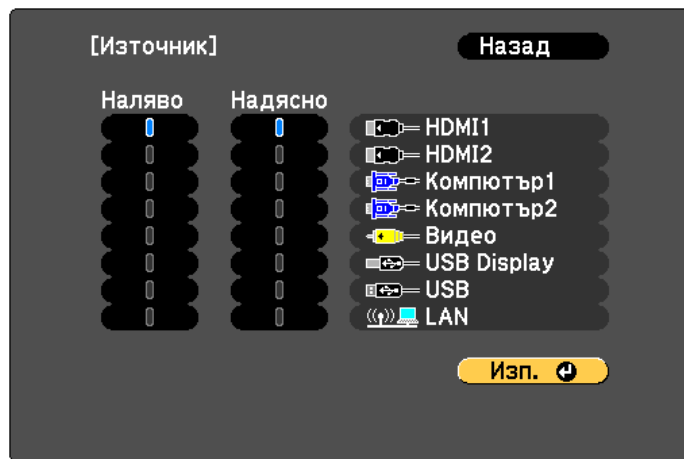 [Източник]
Назад
Наляво Надясно
HDMI1
HDMI2
Компютър1
Компютър2
Видео
USB Display
USB
LAN
Изп.